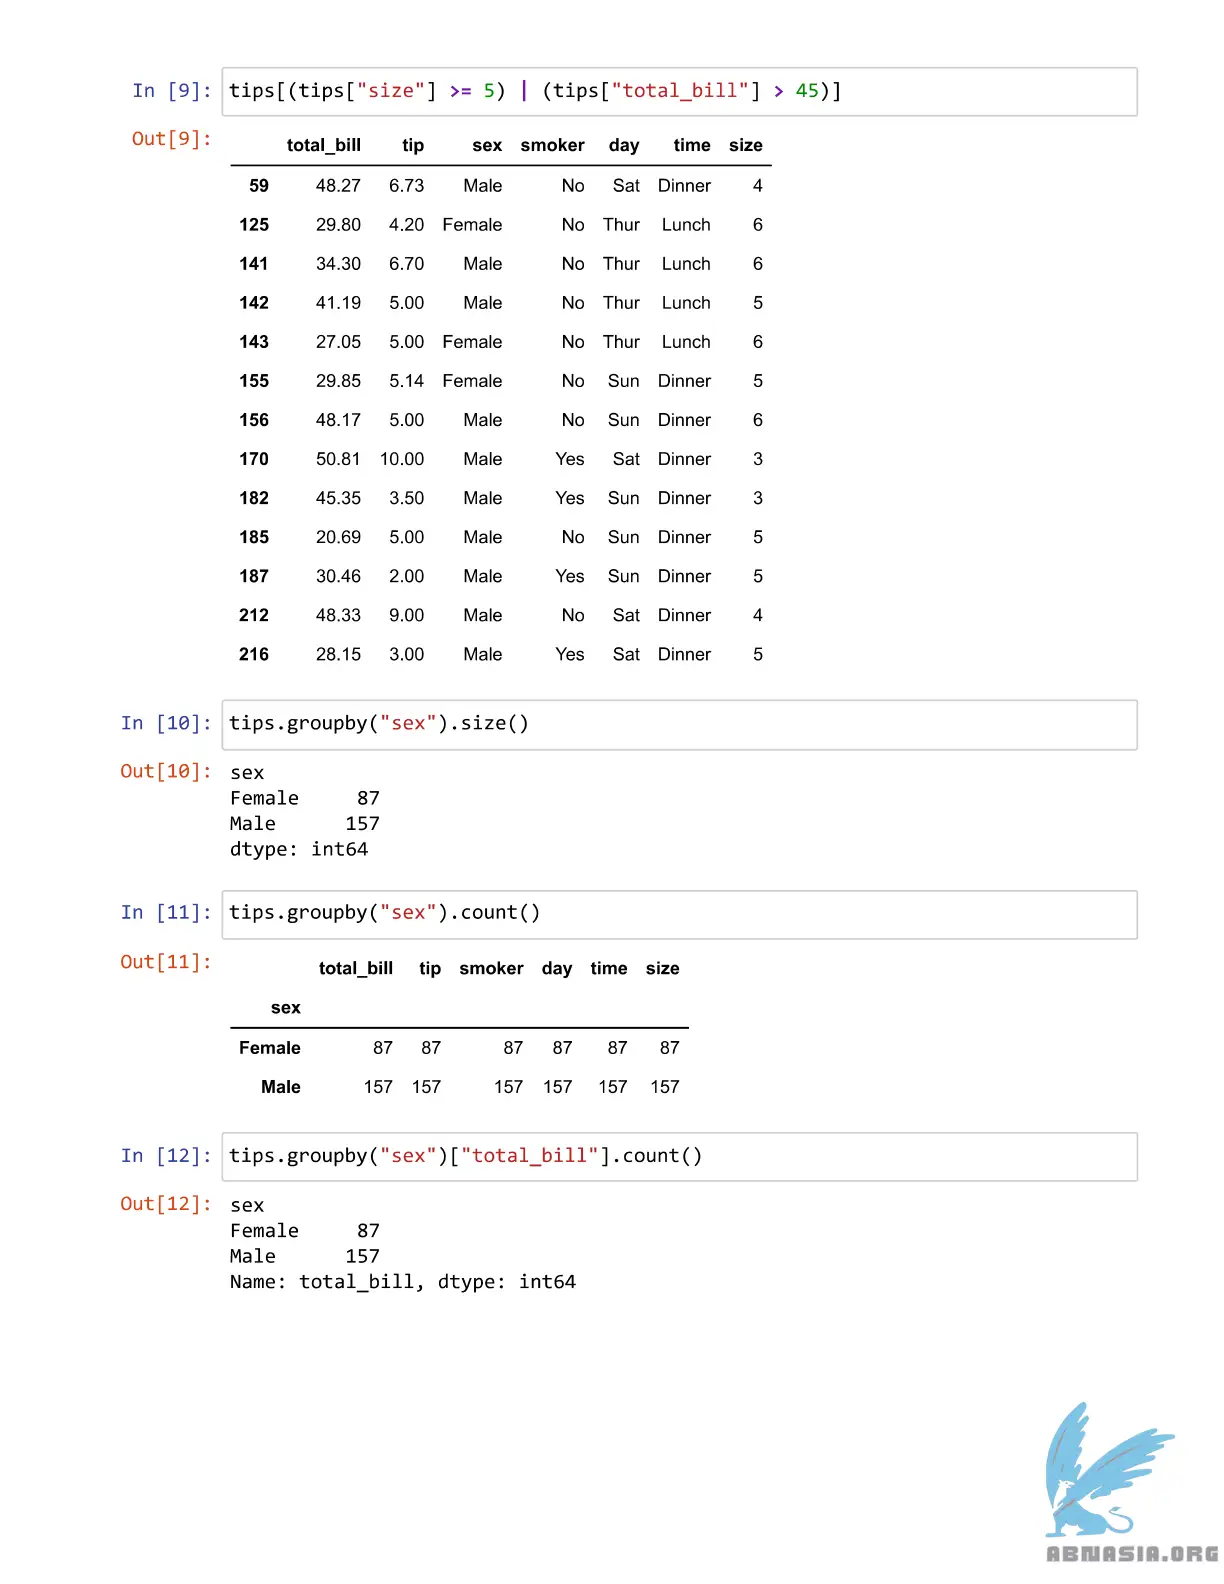 In [9]: tips[(tips["size"] >= 5) | (tips["total_bill"] > 45)]
Out[9]:
total_bill tip sex smoker day time size
59 48.27 6.73 Male No Sat Dinner 4
125 29.80 4.20 Female No Thur Lunch 6
141 34.30 6.70 Male No Thur Lunch 6
142 41.19 5.00 Male No Thur Lunch 5
143 27.05 5.00 Female No Thur Lunch 6
155 29.85 5.14 Female No Sun Dinner 5
156 48.17 5.00 Male No Sun Dinner 6
170 50.81 10.00 Male Yes Sat Dinner 3
182 45.35 3.50 Male Yes Sun Dinner 3
185 20.69 5.00 Male No Sun Dinner 5
187 30.46 2.00 Male Yes Sun Dinner 5
212 48.33 9.00 Male No Sat Dinner 4
216 28.15 3.00 Male Yes Sat Dinner 5
In [10]: tips.groupby("sex").size()
Out[10]: sex
Female 87
Male 157
dtype: int64
In [11]: tips.groupby("sex").count()
Out[11]:
total_bill tip smoker day time size
sex
Female 87 87 87 87 87 87
Male 157 157 157 157 157 157
In [12]: tips.groupby("sex")["total_bill"].count()
Out[12]: sex
Female 87
Male 157
Name: total_bill, dtype: int64
ABNASIA.ORG